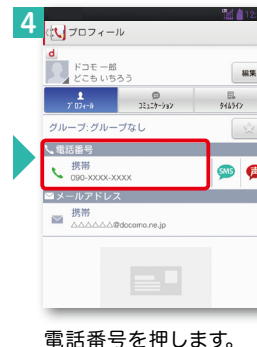 4
12:
プロフィール
d
ドコモ 一郎
どこも いちろう
編集
プロフィール
コミュニケーション
タイムライン
グループ:グループなし
電話番号
携帯
090-XXXX-XXXX
SMS
声
メールアドレス
携帯
△△△△△△@docomo.ne.jp
電話番号を押します。